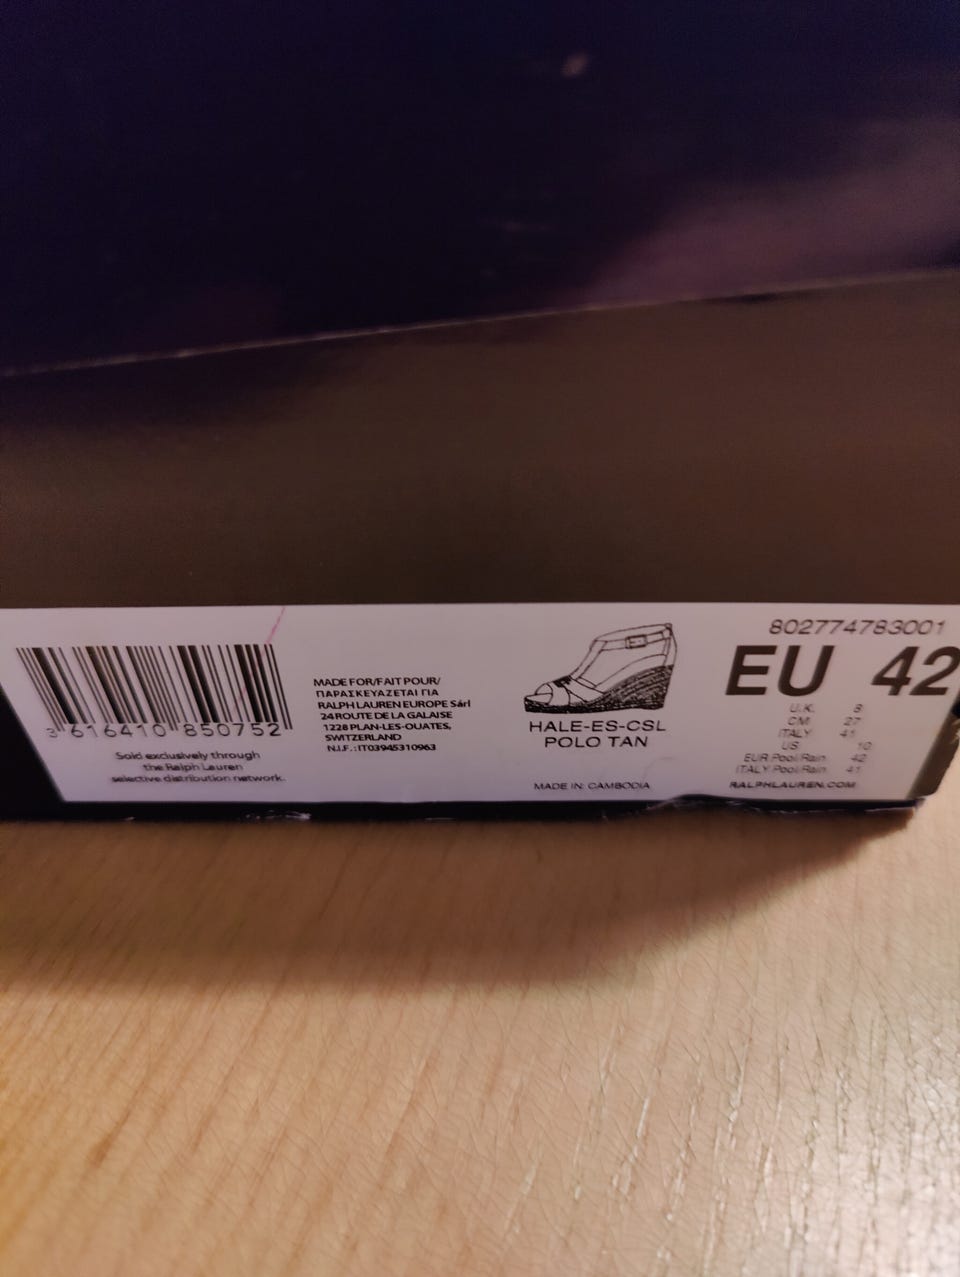 3 616410 850752
Sold exclusively through
the Ralph Lauren
selective distribution network.
MADE FOR/FAIT POUR/
ΠΑΡΑΣΚΕΥΑΖΕΤΑΙ ΓΙΑ
RALPH LAUREN EUROPE Sárl
24 ROUTE DE LA GALAISE
1228 PLAN-LES-OUATES,
SWITZERLAND
N.I.F.: IT03945310963
HALE-ES-CSL
POLO TAN
MADE IN: CAMBODIA
802774783001
EU 42
U.K. 8
CM 27
ITALY 41
US 10
EUR Pool/Rain 42
ITALY Pool/Rain 41
RALPHLAUREN.COM